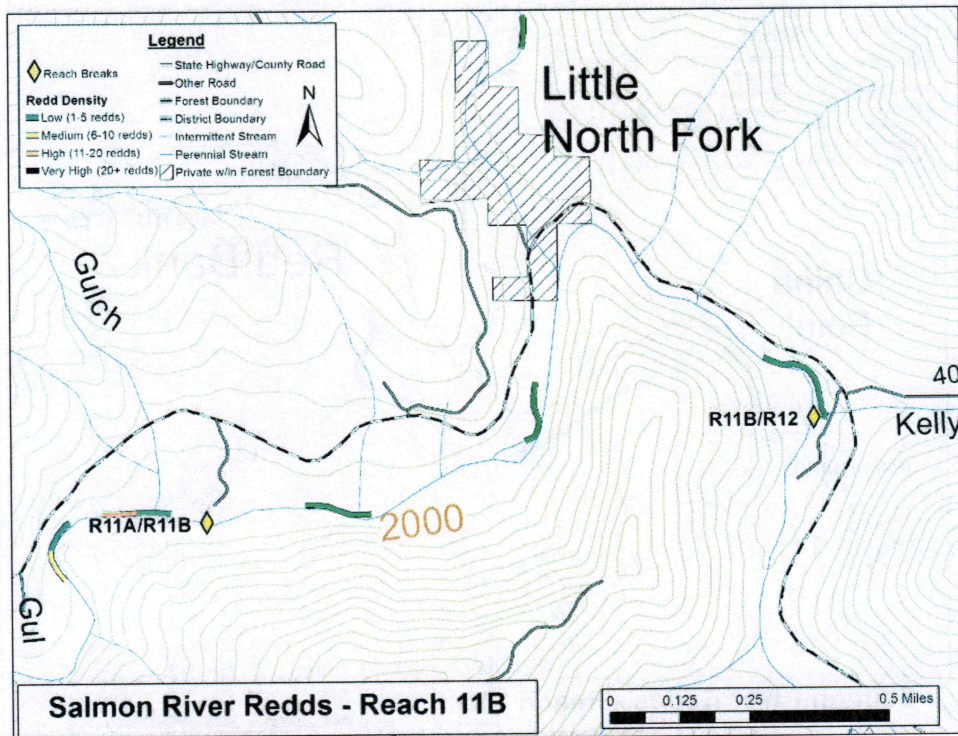 Legend
Reach Breaks
Redd Density
Low (1-5 redds)
Medium (6-10 redds)
High (11-20 redds)
Very High (20+ redds)
State Highway/County Road
Other Road
Forest Boundary
District Boundary
Intermittent Stream
Perennial Stream
Private w/in Forest Boundary
N
Little
North Fork
Gulch
40
R11B/R12
Kelly
R11A/R11B
2000
Gul
Salmon River Redds - Reach 11B
0 0.125 0.25 0.5 Miles